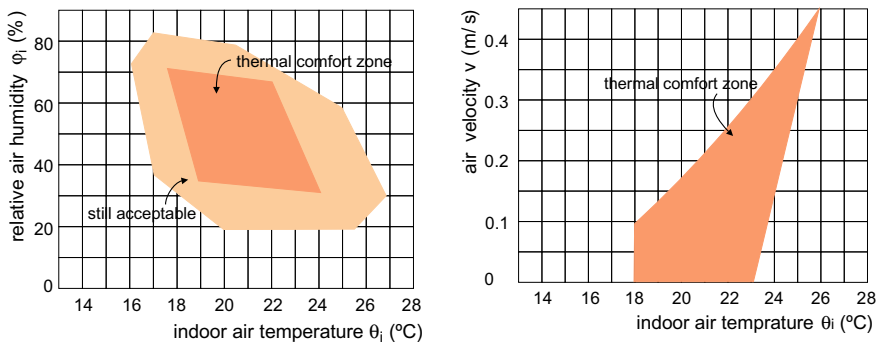 relative air humidity φi (%)
80
60
40
20
0
thermal comfort zone
still acceptable
14 16 18 20 22 24 26 28
indoor air temperature θi (ºC)
air velocity v (m/ s)
0.4
0.3
0.2
0.1
0
thermal comfort zone
14 16 18 20 22 24 26 28
indoor air temprature θi (ºC)